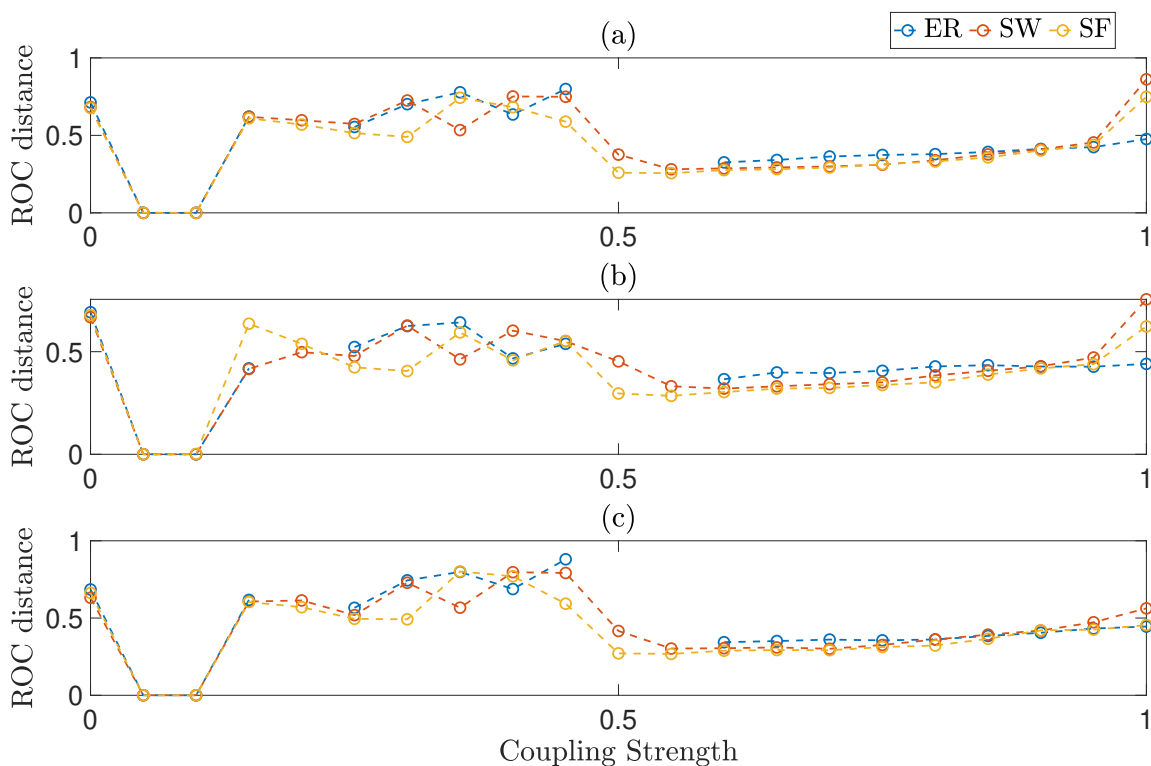 (a)
ER SW SF
ROC distance
1
0.5
0
0 0.5 1
(b)
ROC distance
0.5
0
0 0.5 1
(c)
ROC distance
1
0.5
0
0 0.5 1
Coupling Strength